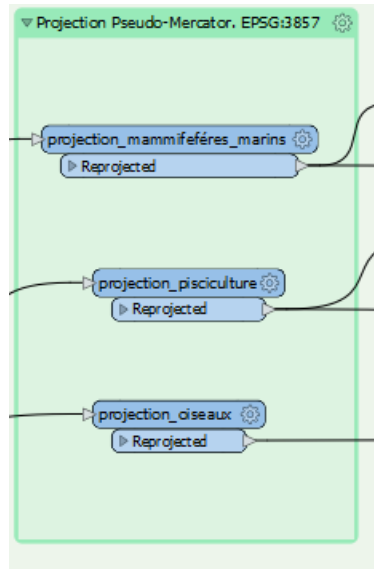 Projection Pseudo-Mercator. EPSG:3857
projection_mammifeféres_marins
Reprojected
projection_pisciculture
Reprojected
projection_oiseaux
Reprojected